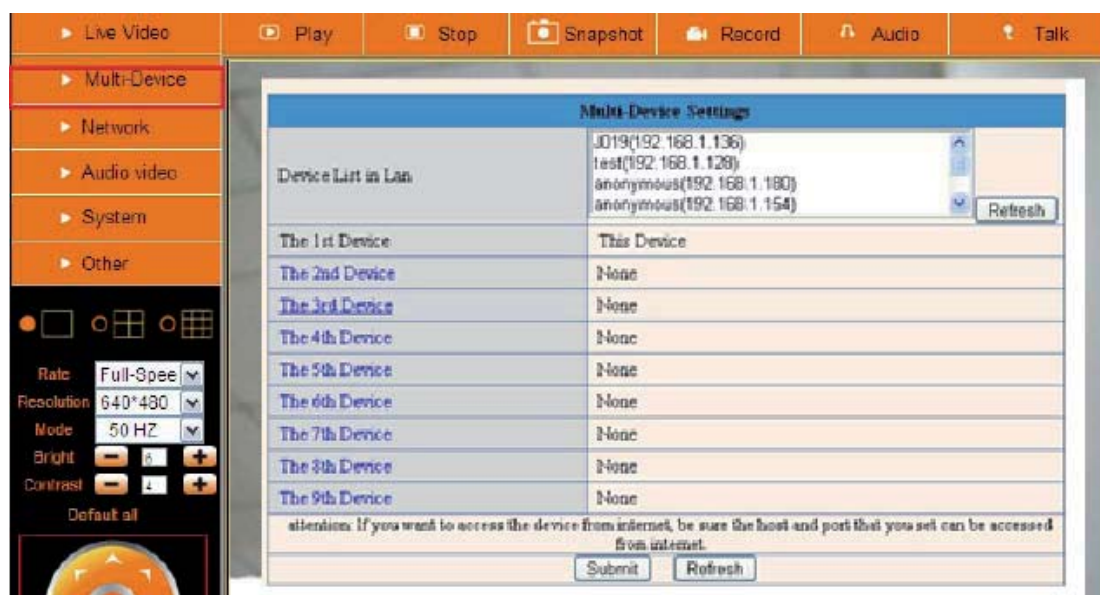 Live Video
Play
Stop
Snapshot
Record
Audio
Talk
Multi-Device
Network
Audio video
System
Other
Rate Full-Spee
Resolution 640*480
Mode 50 HZ
Bright 6
Contrast 4
Default all
Multi-Device Settings
Device List in Lan
J019(192.168.1.136)
test(192.168.1.128)
anonymous(192.168.1.180)
anonymous(192.168.1.154)
Refresh
The 1st Device This Device
The 2nd Device None
The 3rd Device None
The 4th Device None
The 5th Device None
The 6th Device None
The 7th Device None
The 8th Device None
The 9th Device None
attention: If you want to access the device from internet, be sure the host and port that you set can be accessed
from internet.
Submit Refresh